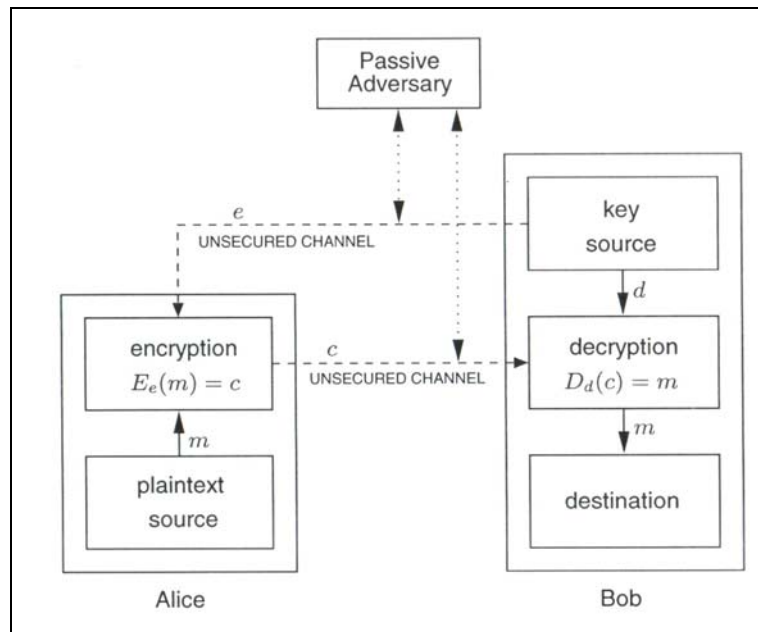 Passive
Adversary
e
UNSECURED CHANNEL
key
source
d
encryption
E_e(m) = c
c
UNSECURED CHANNEL
decryption
D_d(c) = m
m
m
plaintext
source
destination
Alice
Bob